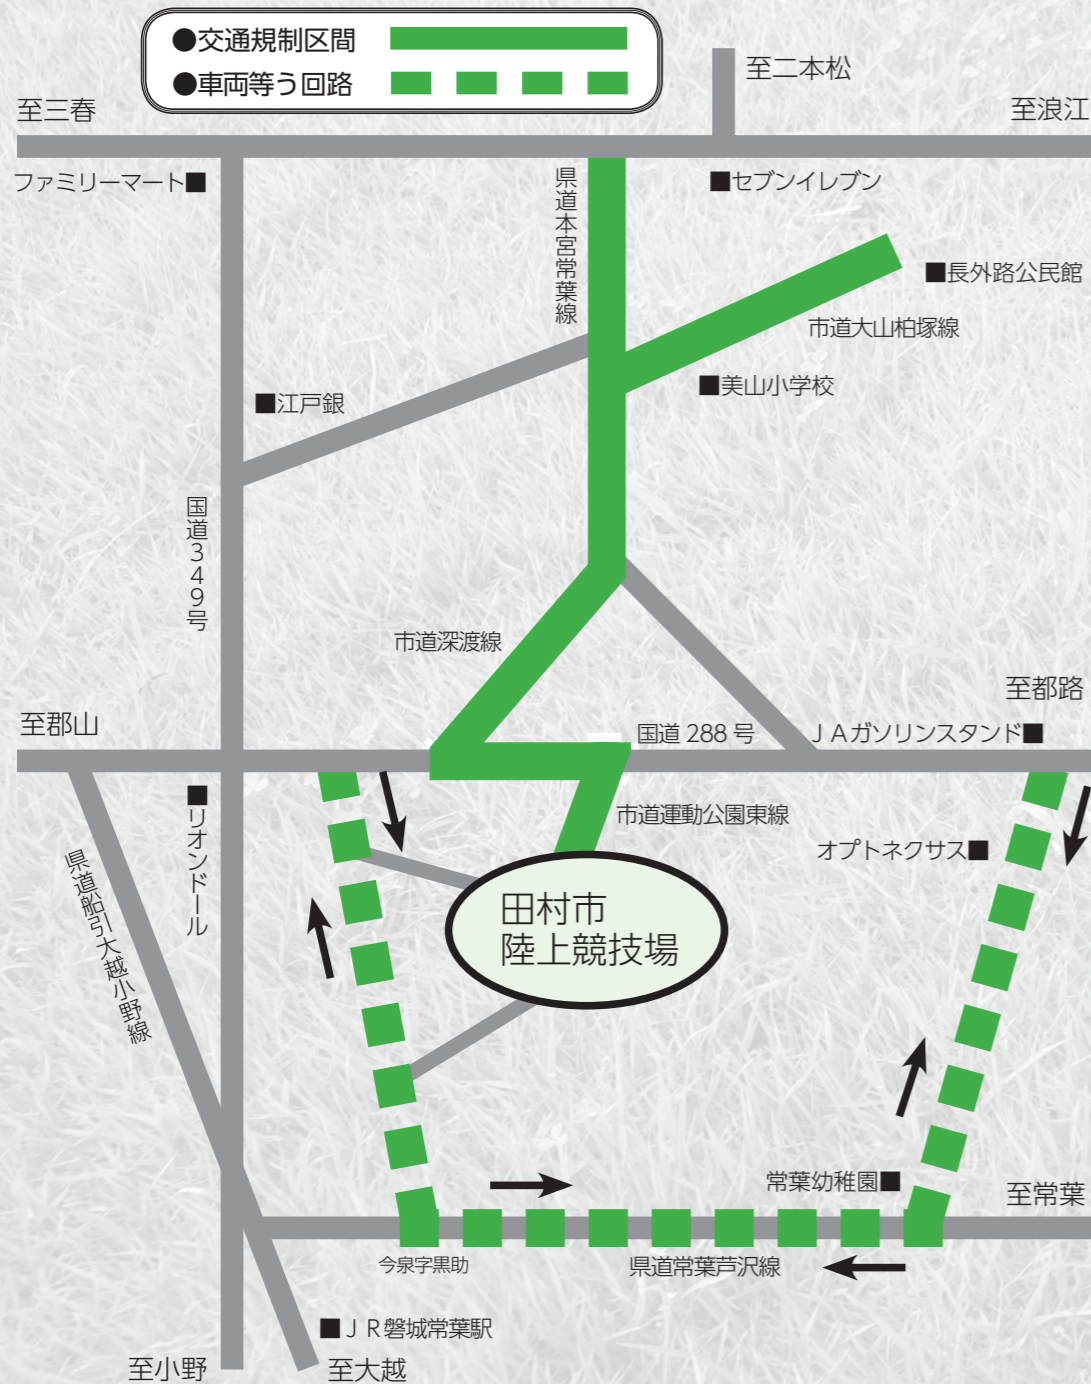 ●交通規制区間
●車両等う回路
至二本松
至三春
至浪江
ファミリーマート■
県道本宮常葉線
■セブンイレブン
■長外路公民館
市道大山柏塚線
■美山小学校
■江戸銀
国道349号
市道深渡線
至都路
至郡山
国道288号
JAガソリンスタンド■
■リオンドール
市道運動公園東線
オプトネクサス■
県道船引大越小野線
田村市
陸上競技場
常葉幼稚園■
至常葉
今泉字黒助
県道常葉芦沢線
■JR磐城常葉駅
至小野
至大越